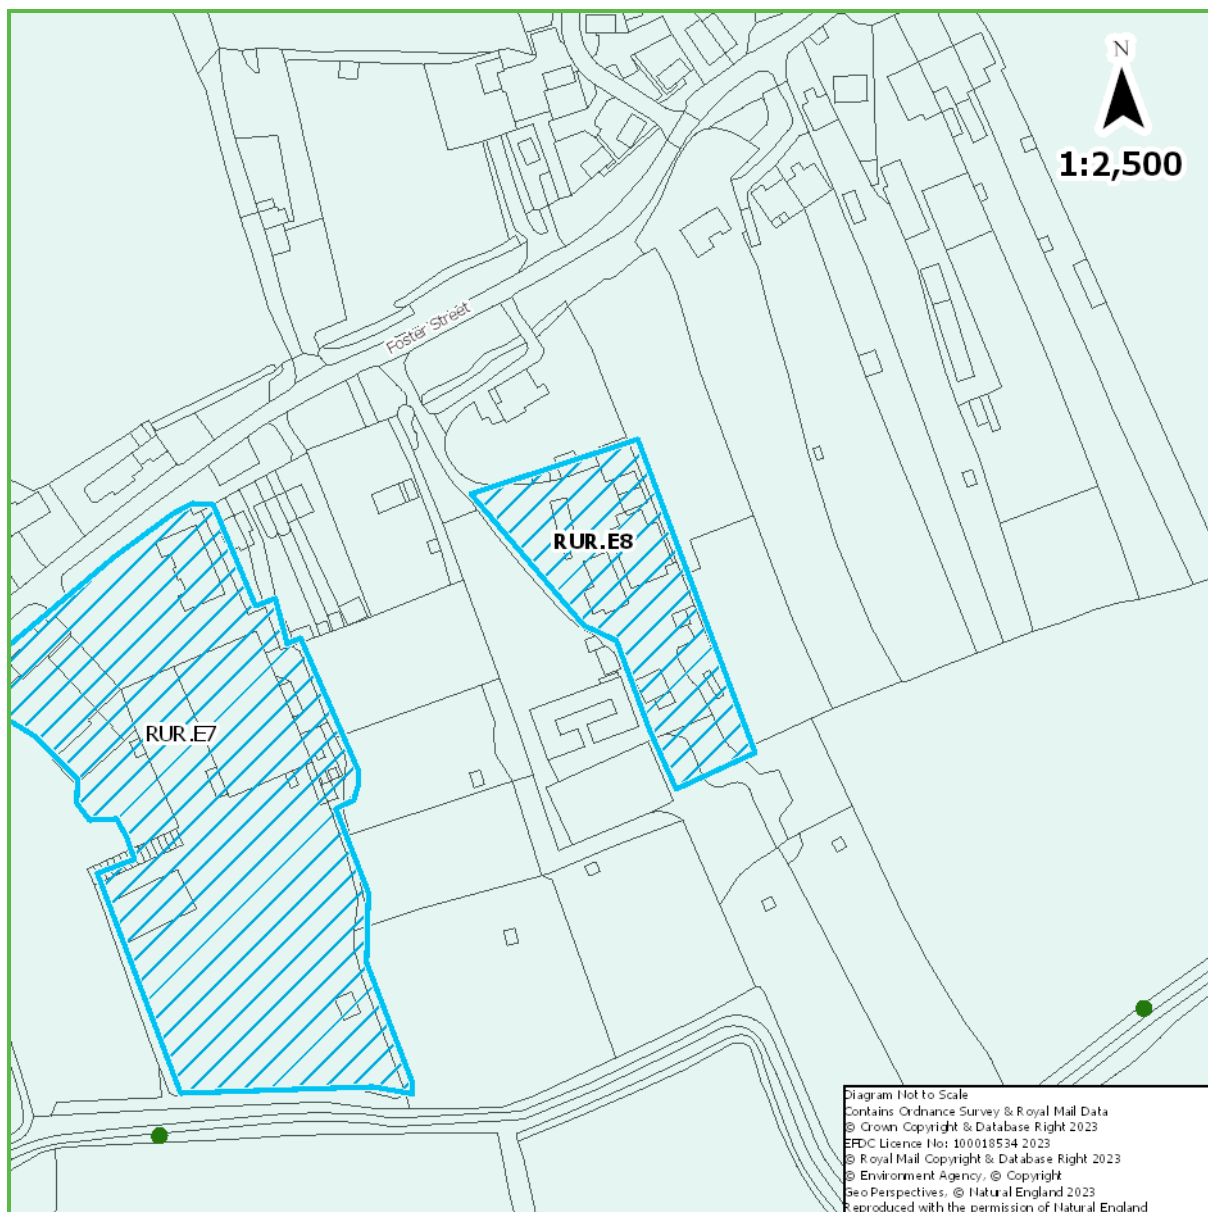 N
1:2,500
Foster Street
RUR.E8
RUR.E7
Diagram Not to Scale
Contains Ordnance Survey & Royal Mail Data
© Crown Copyright & Database Right 2023
EFDC Licence No: 100018534 2023
© Royal Mail Copyright & Database Right 2023
© Environment Agency, © Copyright
Geo Perspectives, © Natural England 2023
Reproduced with the permission of Natural England